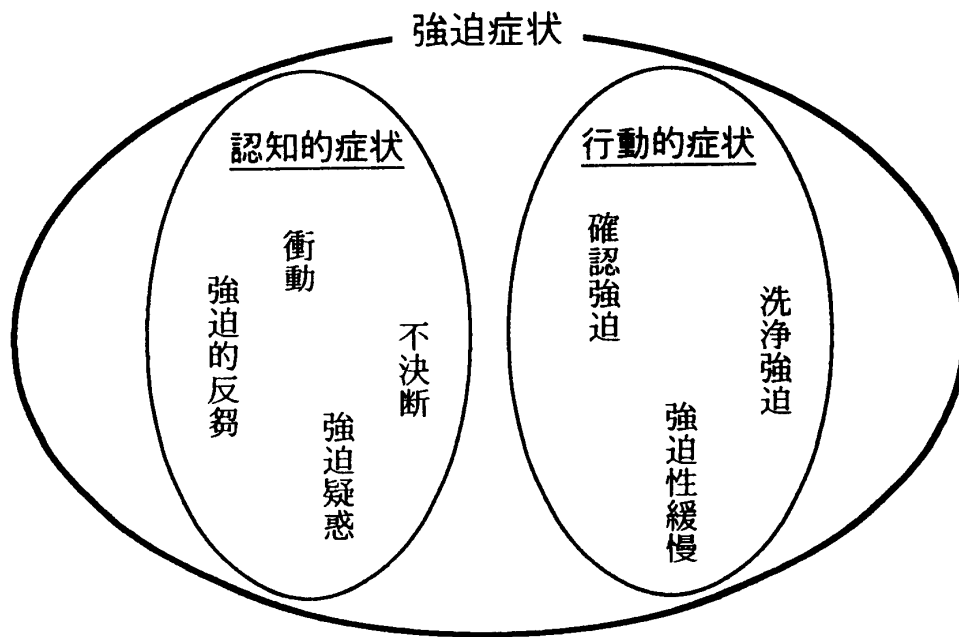 強迫症状
認知的症状
衝動
強迫的反芻
不決断
強迫疑惑
行動的症状
確認強迫
洗浄強迫
強迫性緩慢